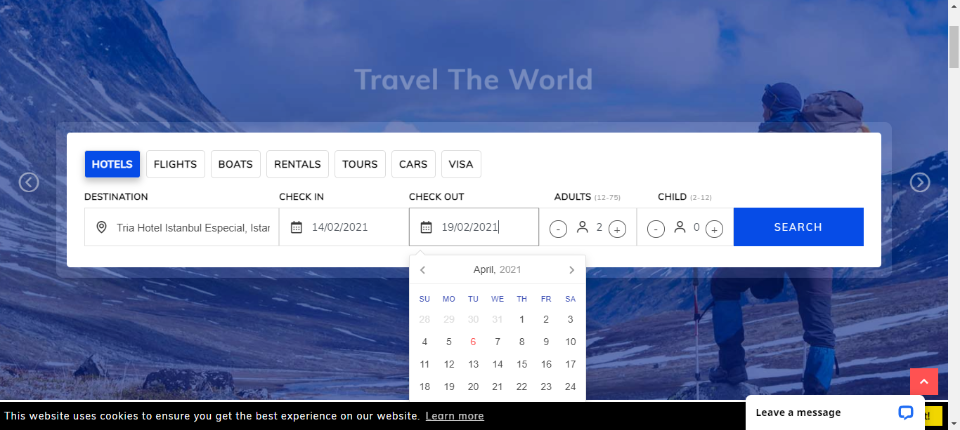 Travel The World
HOTELS FLIGHTS BOATS RENTALS TOURS CARS VISA
DESTINATION CHECK IN CHECK OUT ADULTS (12-75) CHILD (2-12)
Tria Hotel Istanbul Especial, Istan 14/02/2021 19/02/2021 - 2 + - 0 + SEARCH
April, 2021
SU MO TU WE TH FR SA
28 29 30 31 1 2 3
4 5 6 7 8 9 10
11 12 13 14 15 16 17
18 19 20 21 22 23 24
This website uses cookies to ensure you get the best experience on our website. Learn more
Leave a message